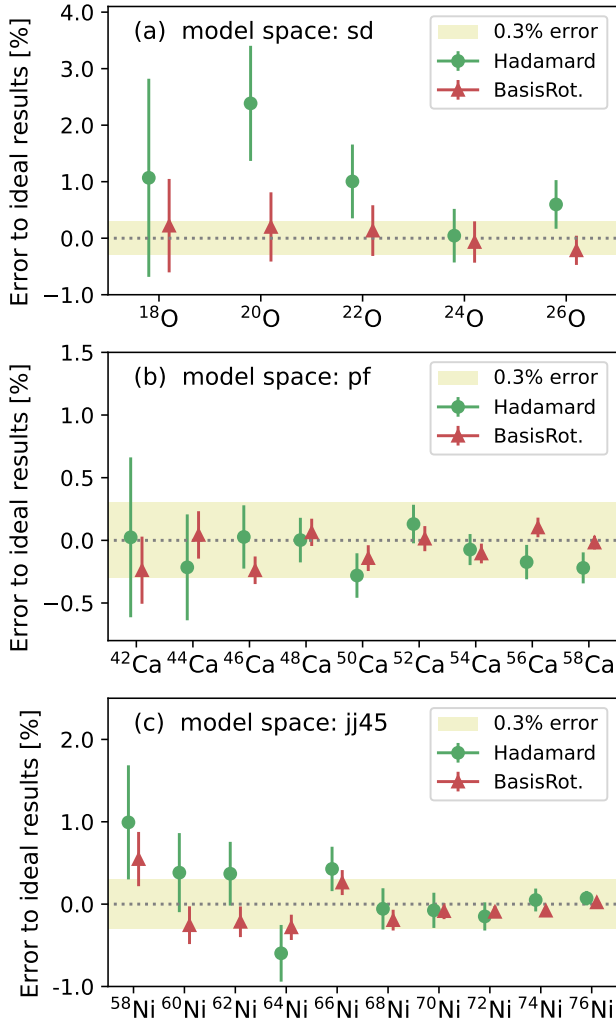 (a) model space: sd
0.3% error
Hadamard
BasisRot.
Error to ideal results [%]
4.0
3.0
2.0
1.0
0.0
−1.0
¹⁸O ²⁰O ²²O ²⁴O ²⁶O
(b) model space: pf
0.3% error
Hadamard
BasisRot.
Error to ideal results [%]
1.5
1.0
0.5
0.0
−0.5
⁴²Ca ⁴⁴Ca ⁴⁶Ca ⁴⁸Ca ⁵⁰Ca ⁵²Ca ⁵⁴Ca ⁵⁶Ca ⁵⁸Ca
(c) model space: jj45
0.3% error
Hadamard
BasisRot.
Error to ideal results [%]
2.0
1.0
0.0
-1.0
⁵⁸Ni ⁶⁰Ni ⁶²Ni ⁶⁴Ni ⁶⁶Ni ⁶⁸Ni ⁷⁰Ni ⁷²Ni ⁷⁴Ni ⁷⁶Ni